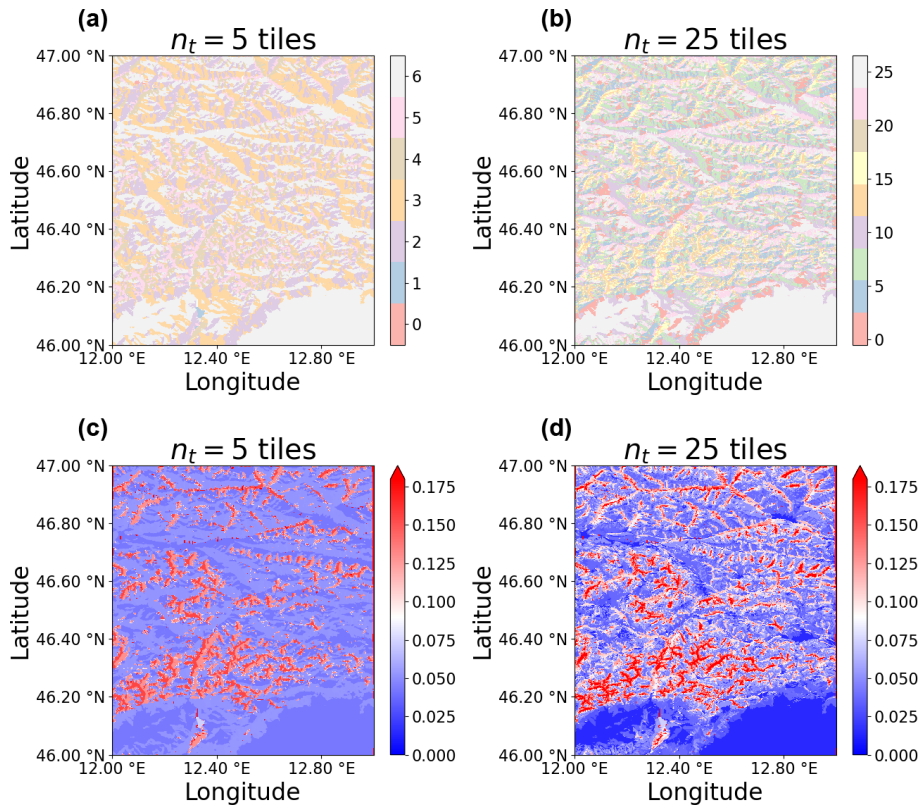 (a)
n_t = 5 tiles
47.00 °N
46.80 °N
46.60 °N
46.40 °N
46.20 °N
46.00 °N
12.00 °E
12.40 °E
12.80 °E
Latitude
Longitude
6
5
4
3
2
1
0
(b)
n_t = 25 tiles
47.00 °N
46.80 °N
46.60 °N
46.40 °N
46.20 °N
46.00 °N
12.00 °E
12.40 °E
12.80 °E
Latitude
Longitude
25
20
15
10
5
0
(c)
n_t = 5 tiles
47.00 °N
46.80 °N
46.60 °N
46.40 °N
46.20 °N
46.00 °N
12.00 °E
12.40 °E
12.80 °E
Latitude
Longitude
0.175
0.150
0.125
0.100
0.075
0.050
0.025
0.000
(d)
n_t = 25 tiles
47.00 °N
46.80 °N
46.60 °N
46.40 °N
46.20 °N
46.00 °N
12.00 °E
12.40 °E
12.80 °E
Latitude
Longitude
0.175
0.150
0.125
0.100
0.075
0.050
0.025
0.000